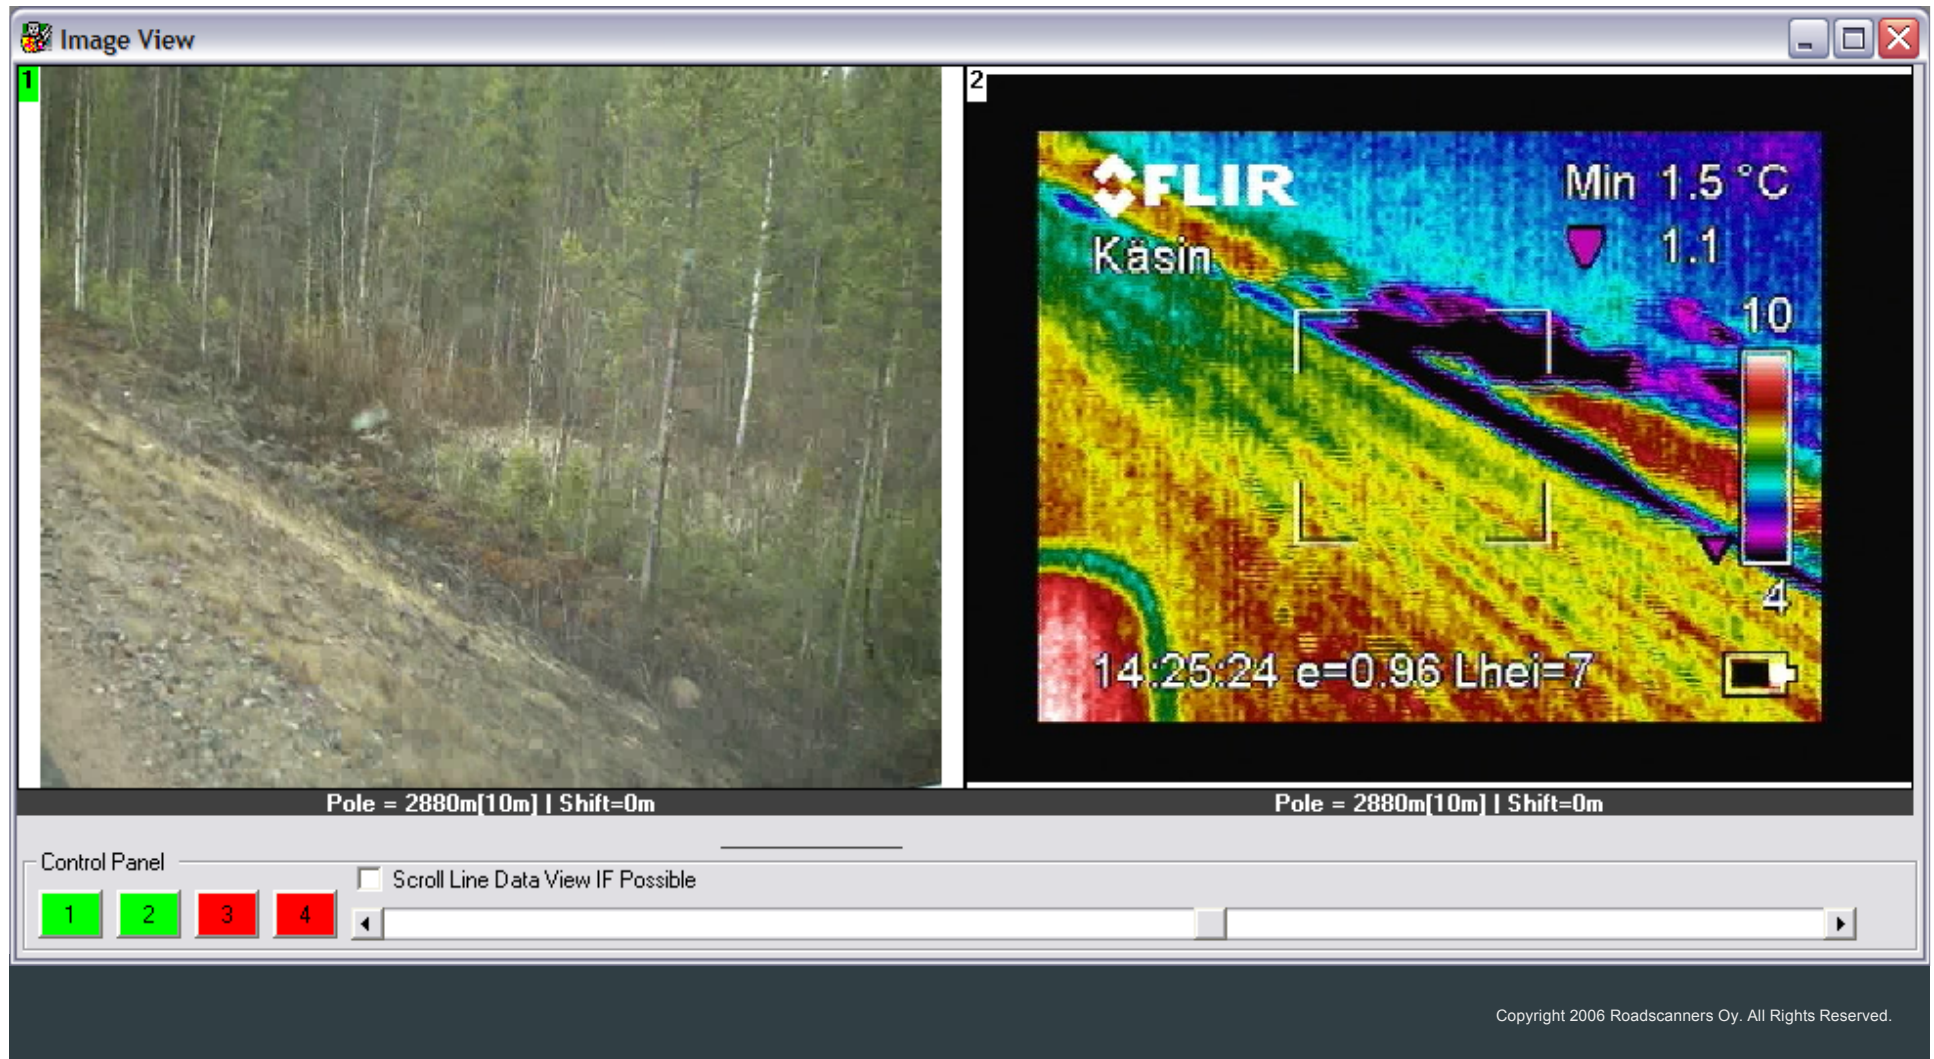 Image View
1
2
FLIR
Min 1.5 °C
1.1
Käsin
10
4
14:25:24 e=0.96 Lhei=7
Pole = 2880m[10m] | Shift=0m
Pole = 2880m[10m] | Shift=0m
Control Panel
Scroll Line Data View IF Possible
1 2 3 4
Copyright 2006 Roadscanners Oy. All Rights Reserved.